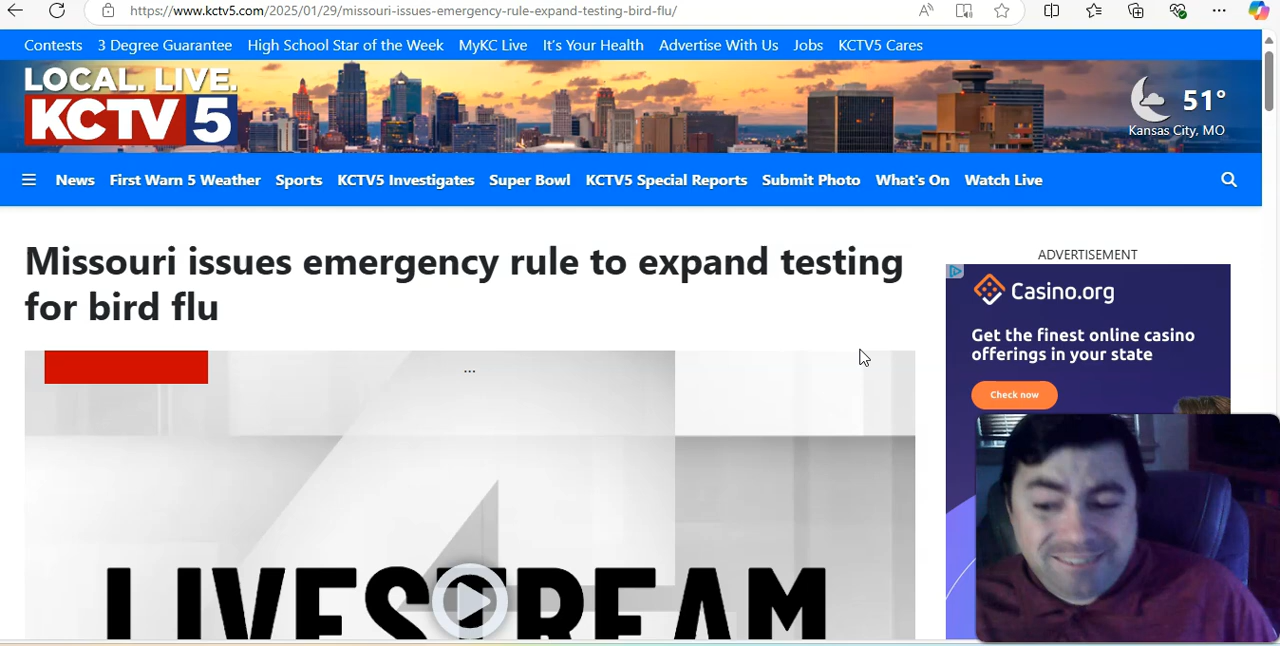 https://www.kctv5.com/2025/01/29/missouri-issues-emergency-rule-expand-testing-bird-flu/
Contests 3 Degree Guarantee High School Star of the Week MyKC Live It's Your Health Advertise With Us Jobs KCTV5 Cares
LOCAL. LIVE.
KCTV 5
51°
Kansas City, MO
News First Warn 5 Weather Sports KCTV5 Investigates Super Bowl KCTV5 Special Reports Submit Photo What's On Watch Live
Missouri issues emergency rule to expand testing
for bird flu
...
LIVESTREAM
ADVERTISEMENT
Casino.org
Get the finest online casino
offerings in your state
Check now